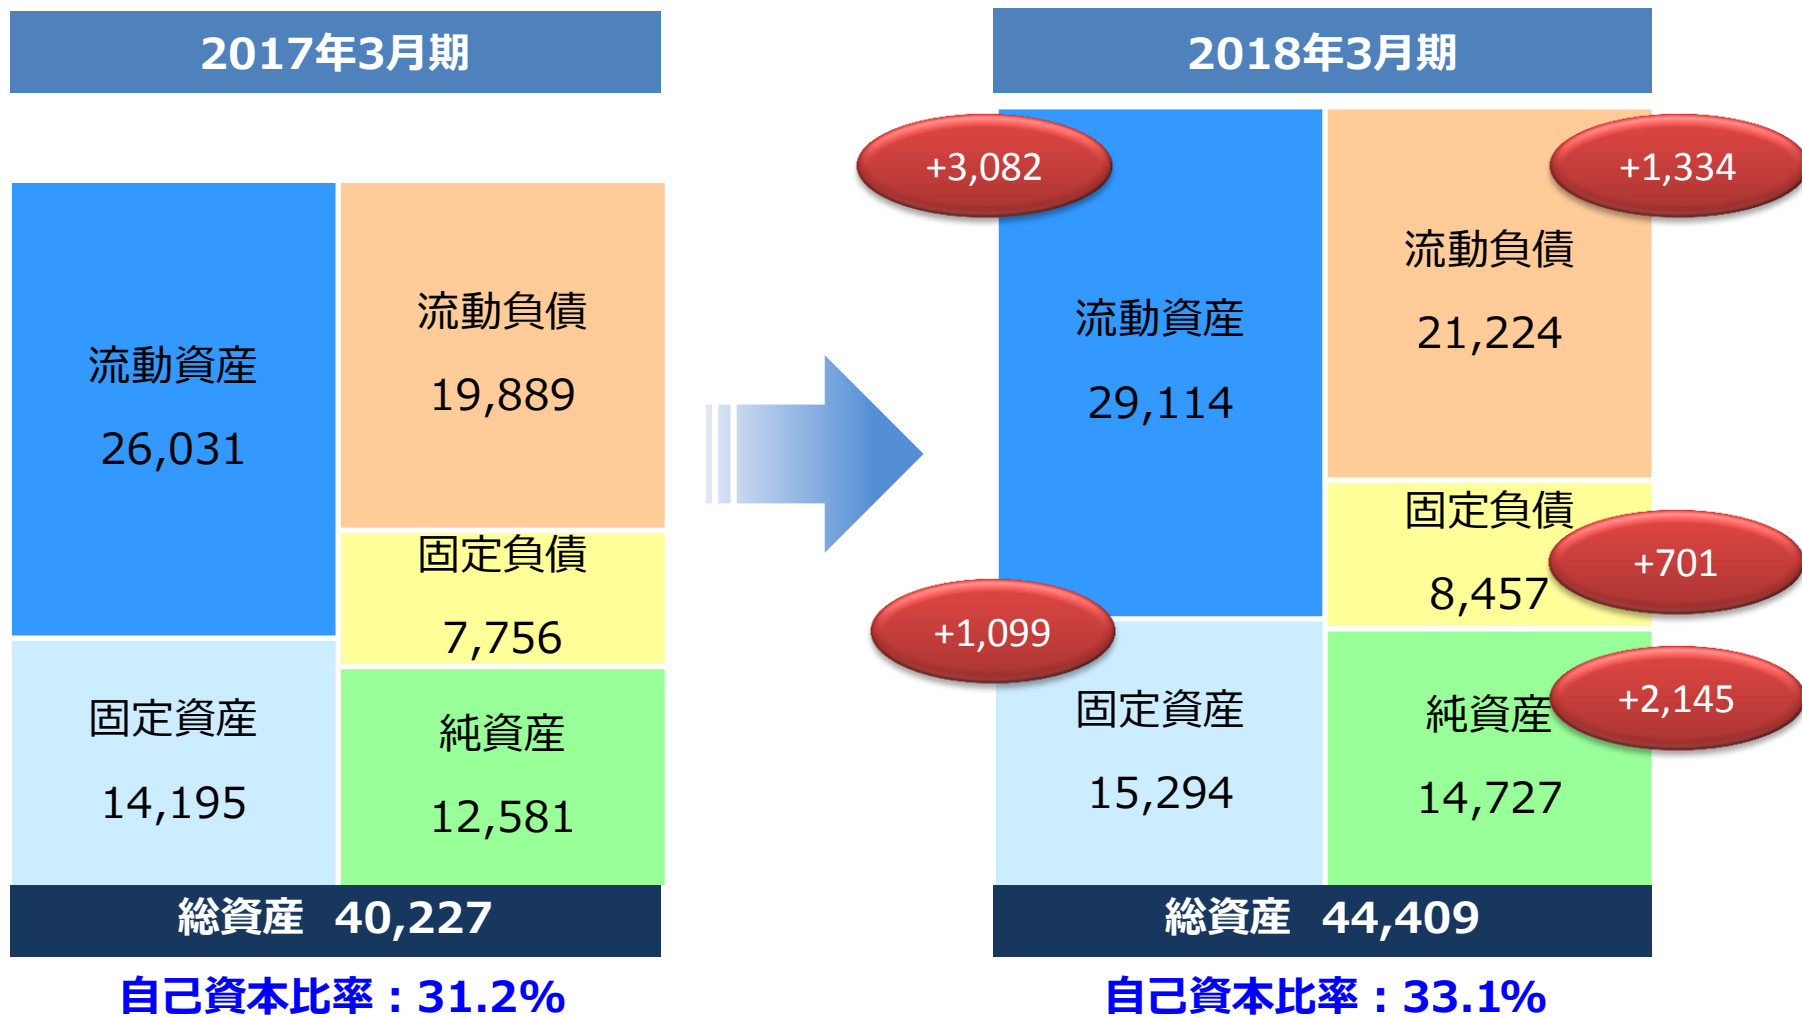 2017年3月期
流動資産
26,031
流動負債
19,889
固定負債
7,756
固定資産
14,195
純資産
12,581
総資産 40,227
自己資本比率：31.2%
2018年3月期
+3,082
+1,334
流動資産
29,114
流動負債
21,224
固定負債
8,457
+701
+1,099
固定資産
15,294
純資産
14,727
+2,145
総資産 44,409
自己資本比率：33.1%